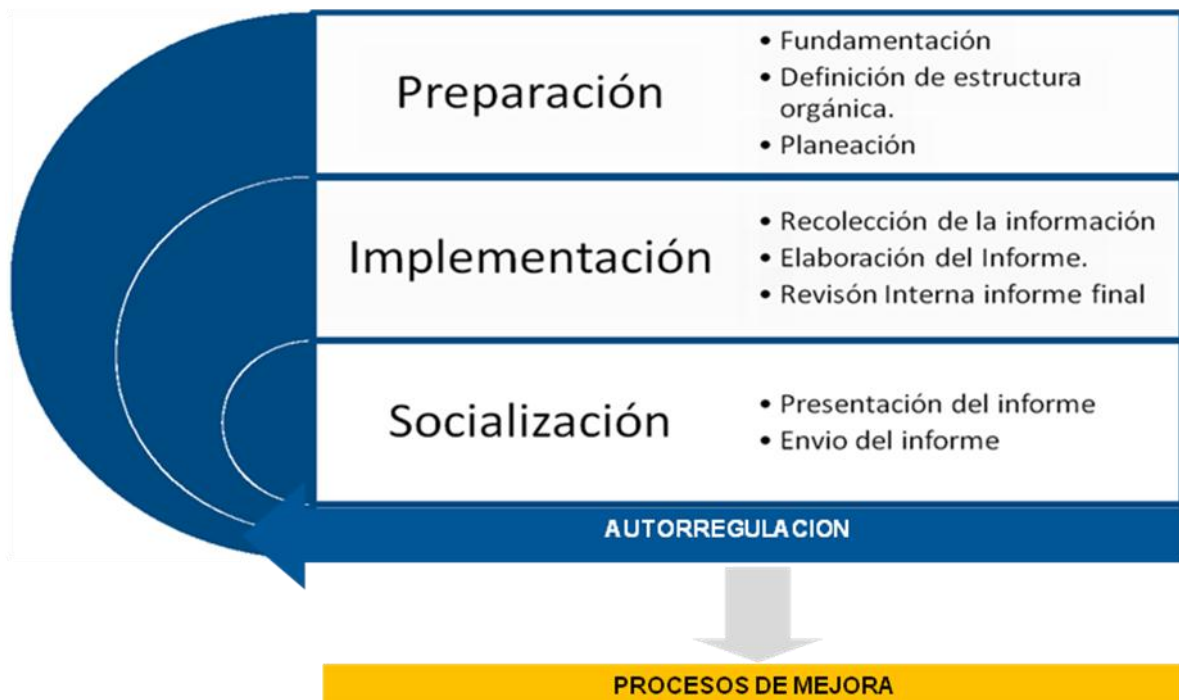 Preparación
• Fundamentación
• Definición de estructura
orgánica.
• Planeación
Implementación
• Recolección de la información
• Elaboración del Informe.
• Revisón Interna informe final
Socialización
• Presentación del informe
• Envio del informe
AUTORREGULACION
PROCESOS DE MEJORA